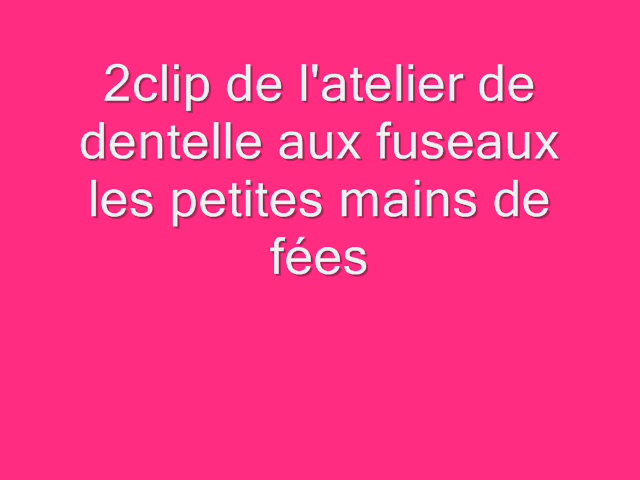 2clip de l'atelier de
dentelle aux fuseaux
les petites mains de
fées